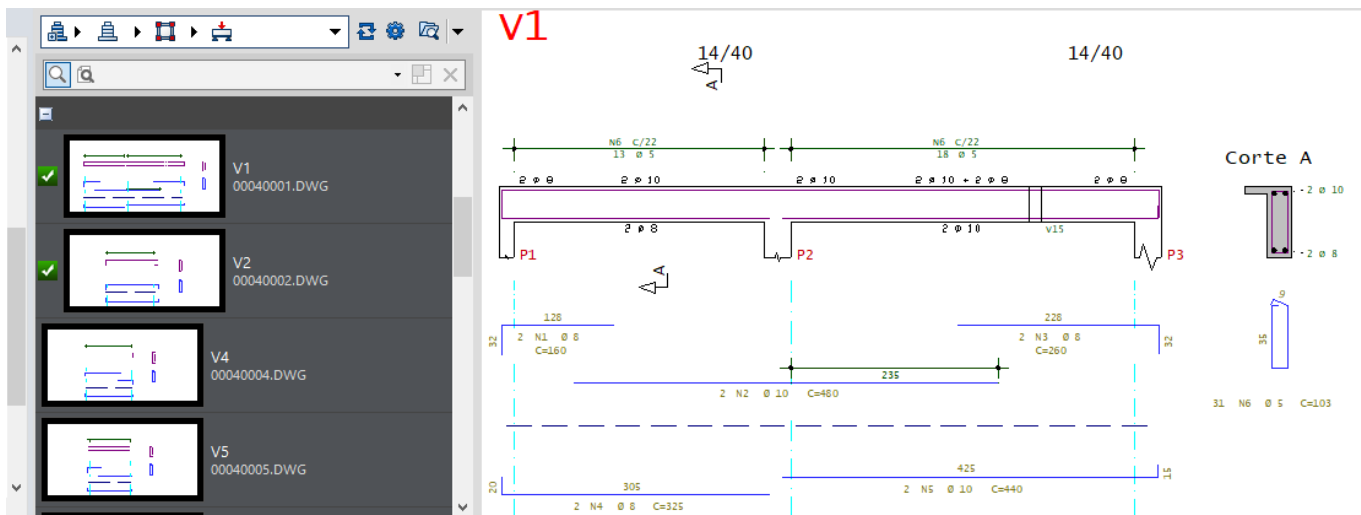 V1
00040001.DWG
V2
00040002.DWG
V4
00040004.DWG
V5
00040005.DWG
V1
14/40
14/40
A
N6 C/22
13 Ø 5
N6 C/22
18 Ø 5
2 Ø 8
2 Ø 10
2 Ø 10
2 Ø 10 + 2 Ø 8
2 Ø 8
2 Ø 8
2 Ø 10
V15
P1
P2
P3
A
Corte A
2 Ø 10
2 Ø 8
128
32
2 N1 Ø 8
C=160
228
2 N3 Ø 8
C=260
32
235
2 N2 Ø 10 C=480
9
35
31 N6 Ø 5 C=103
20
305
2 N4 Ø 8 C=325
425
2 N5 Ø 10 C=440
15